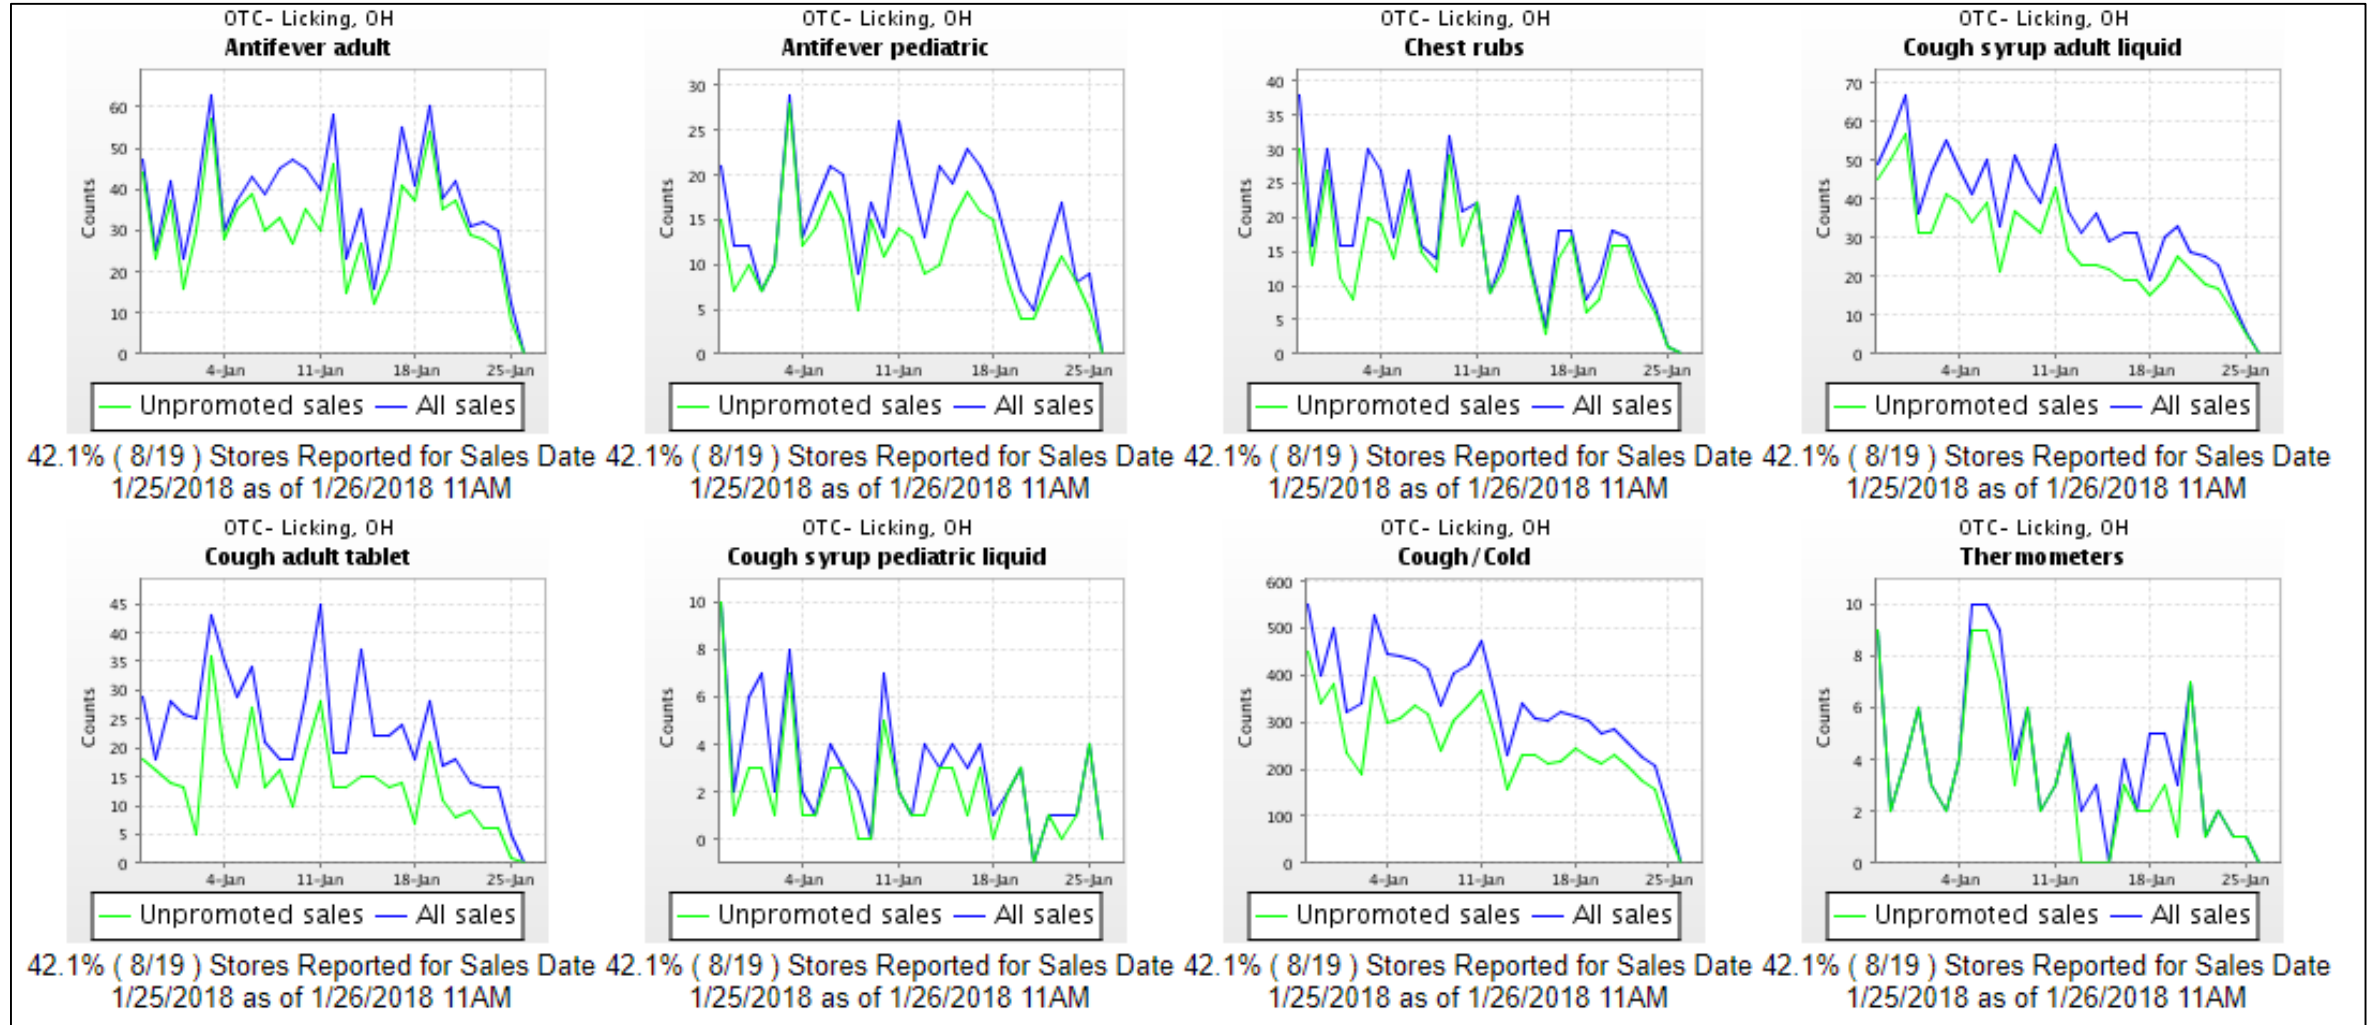 OTC- Licking, OH
Antifever adult
Counts
60
50
40
30
20
10
0
4-Jan 11-Jan 18-Jan 25-Jan
Unpromoted sales All sales
42.1% ( 8/19 ) Stores Reported for Sales Date
1/25/2018 as of 1/26/2018 11AM
OTC- Licking, OH
Antifever pediatric
Counts
30
25
20
15
10
5
0
4-Jan 11-Jan 18-Jan 25-Jan
Unpromoted sales All sales
42.1% ( 8/19 ) Stores Reported for Sales Date
1/25/2018 as of 1/26/2018 11AM
OTC- Licking, OH
Chest rubs
Counts
40
35
30
25
20
15
10
5
0
4-Jan 11-Jan 18-Jan 25-Jan
Unpromoted sales All sales
42.1% ( 8/19 ) Stores Reported for Sales Date
1/25/2018 as of 1/26/2018 11AM
OTC- Licking, OH
Cough syrup adult liquid
Counts
70
60
50
40
30
20
10
0
4-Jan 11-Jan 18-Jan 25-Jan
Unpromoted sales All sales
42.1% ( 8/19 ) Stores Reported for Sales Date
1/25/2018 as of 1/26/2018 11AM
OTC- Licking, OH
Cough adult tablet
Counts
45
40
35
30
25
20
15
10
5
0
4-Jan 11-Jan 18-Jan 25-Jan
Unpromoted sales All sales
42.1% ( 8/19 ) Stores Reported for Sales Date
1/25/2018 as of 1/26/2018 11AM
OTC- Licking, OH
Cough syrup pediatric liquid
Counts
10
8
6
4
2
0
4-Jan 11-Jan 18-Jan 25-Jan
Unpromoted sales All sales
42.1% ( 8/19 ) Stores Reported for Sales Date
1/25/2018 as of 1/26/2018 11AM
OTC- Licking, OH
Cough/Cold
Counts
600
500
400
300
200
100
0
4-Jan 11-Jan 18-Jan 25-Jan
Unpromoted sales All sales
42.1% ( 8/19 ) Stores Reported for Sales Date
1/25/2018 as of 1/26/2018 11AM
OTC- Licking, OH
Thermometers
Counts
10
8
6
4
2
0
4-Jan 11-Jan 18-Jan 25-Jan
Unpromoted sales All sales
42.1% ( 8/19 ) Stores Reported for Sales Date
1/25/2018 as of 1/26/2018 11AM